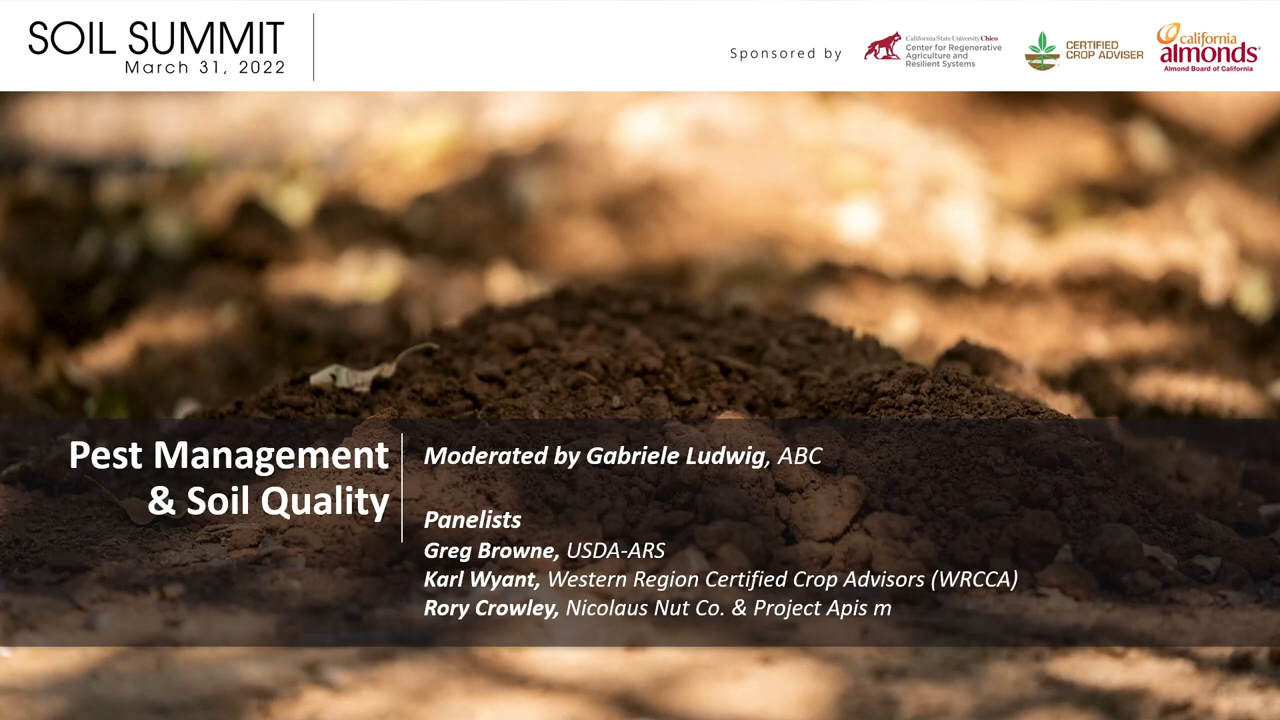 SOIL SUMMIT
March 31, 2022
Sponsored by
California State University Chico
Center for Regenerative
Agriculture and
Resilient Systems
CERTIFIED
CROP ADVISER
california
almonds®
Almond Board of California
Pest Management
& Soil Quality
Moderated by Gabriele Ludwig, ABC
Panelists
Greg Browne, USDA-ARS
Karl Wyant, Western Region Certified Crop Advisors (WRCCA)
Rory Crowley, Nicolaus Nut Co. & Project Apis m